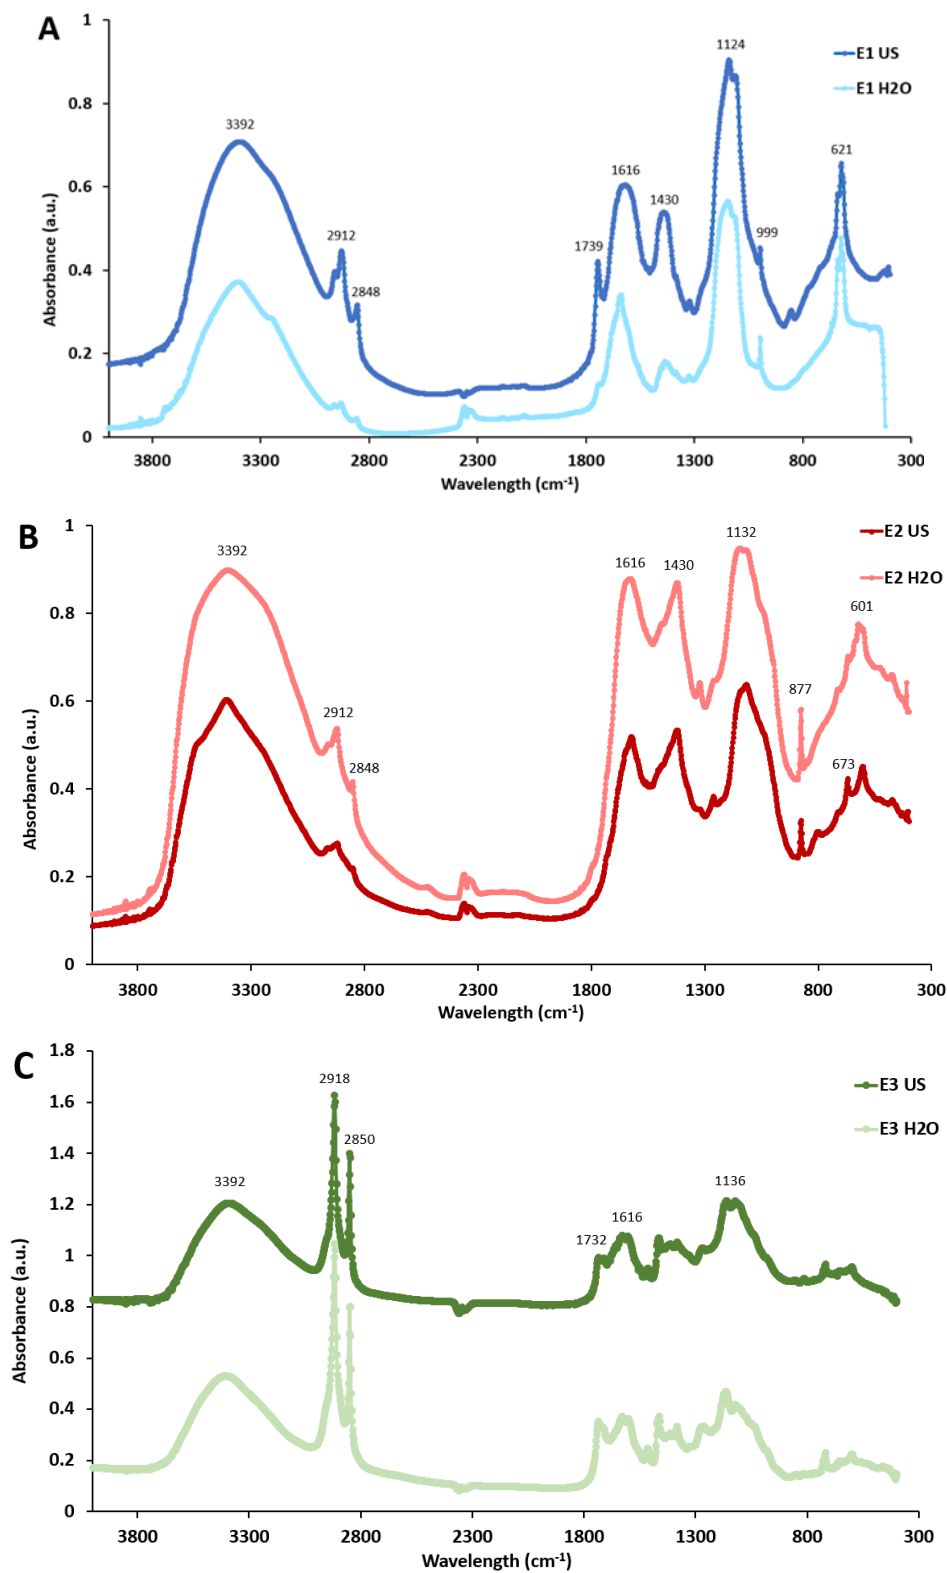 A
1
E1 US
E1 H2O
1124
0.8
3392
621
1616
0.6
1430
2912
999
1739
2848
0.4
0.2
0
3800 3300 2800 2300 1800 1300 800 300
Absorbance (a.u.)
Wavelength (cm-1)
B
1
E2 US
E2 H2O
1132
3392
1616
1430
0.8
601
2912
877
0.6
2848
673
0.4
0.2
0
3800 3300 2800 2300 1800 1300 800 300
Absorbance (a.u.)
Wavelength (cm-1)
C
1.8
E3 US
E3 H2O
2918
1.6
2850
1.4
3392
1136
1.2
1616
1732
1
0.8
0.6
0.4
0.2
0
3800 3300 2800 2300 1800 1300 800 300
Absorbance (a.u.)
Wavelength (cm-1)